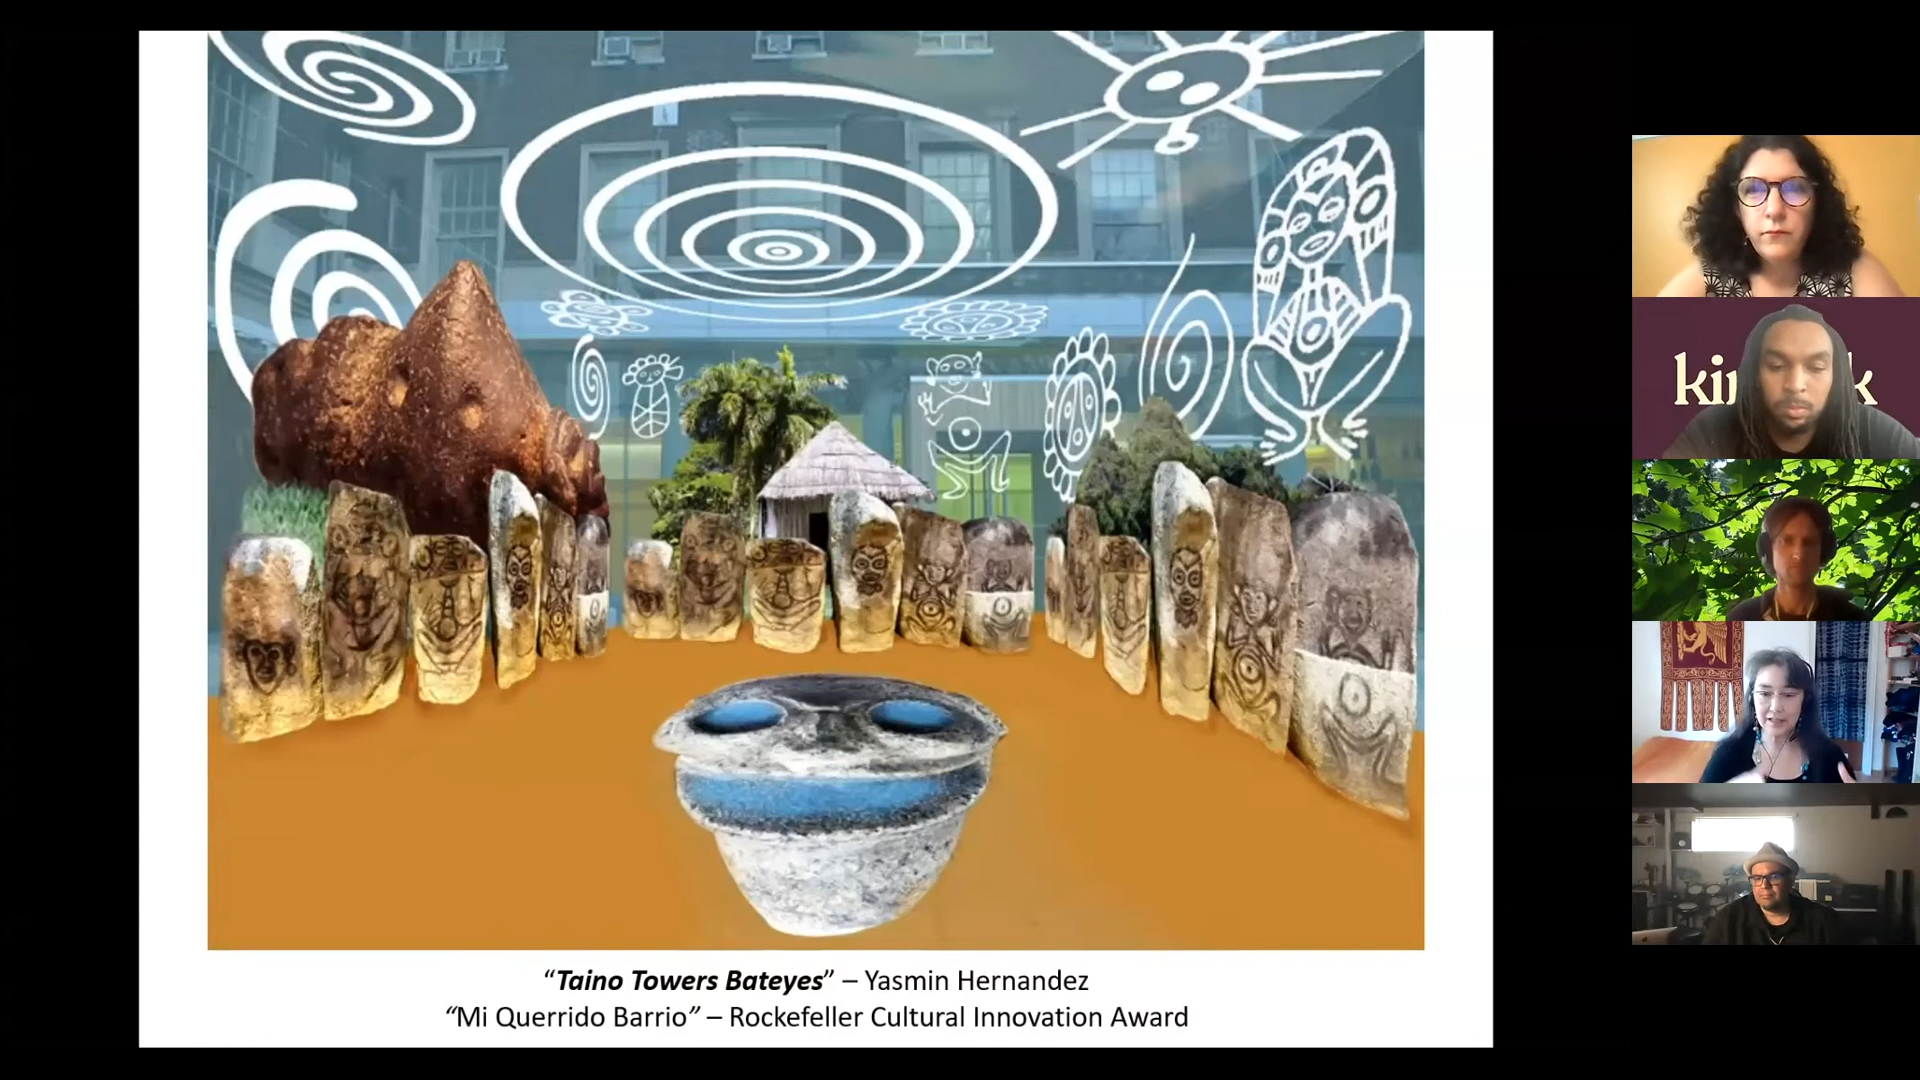 “Taino Towers Bateyes” – Yasmin Hernandez
“Mi Querrido Barrio” – Rockefeller Cultural Innovation Award